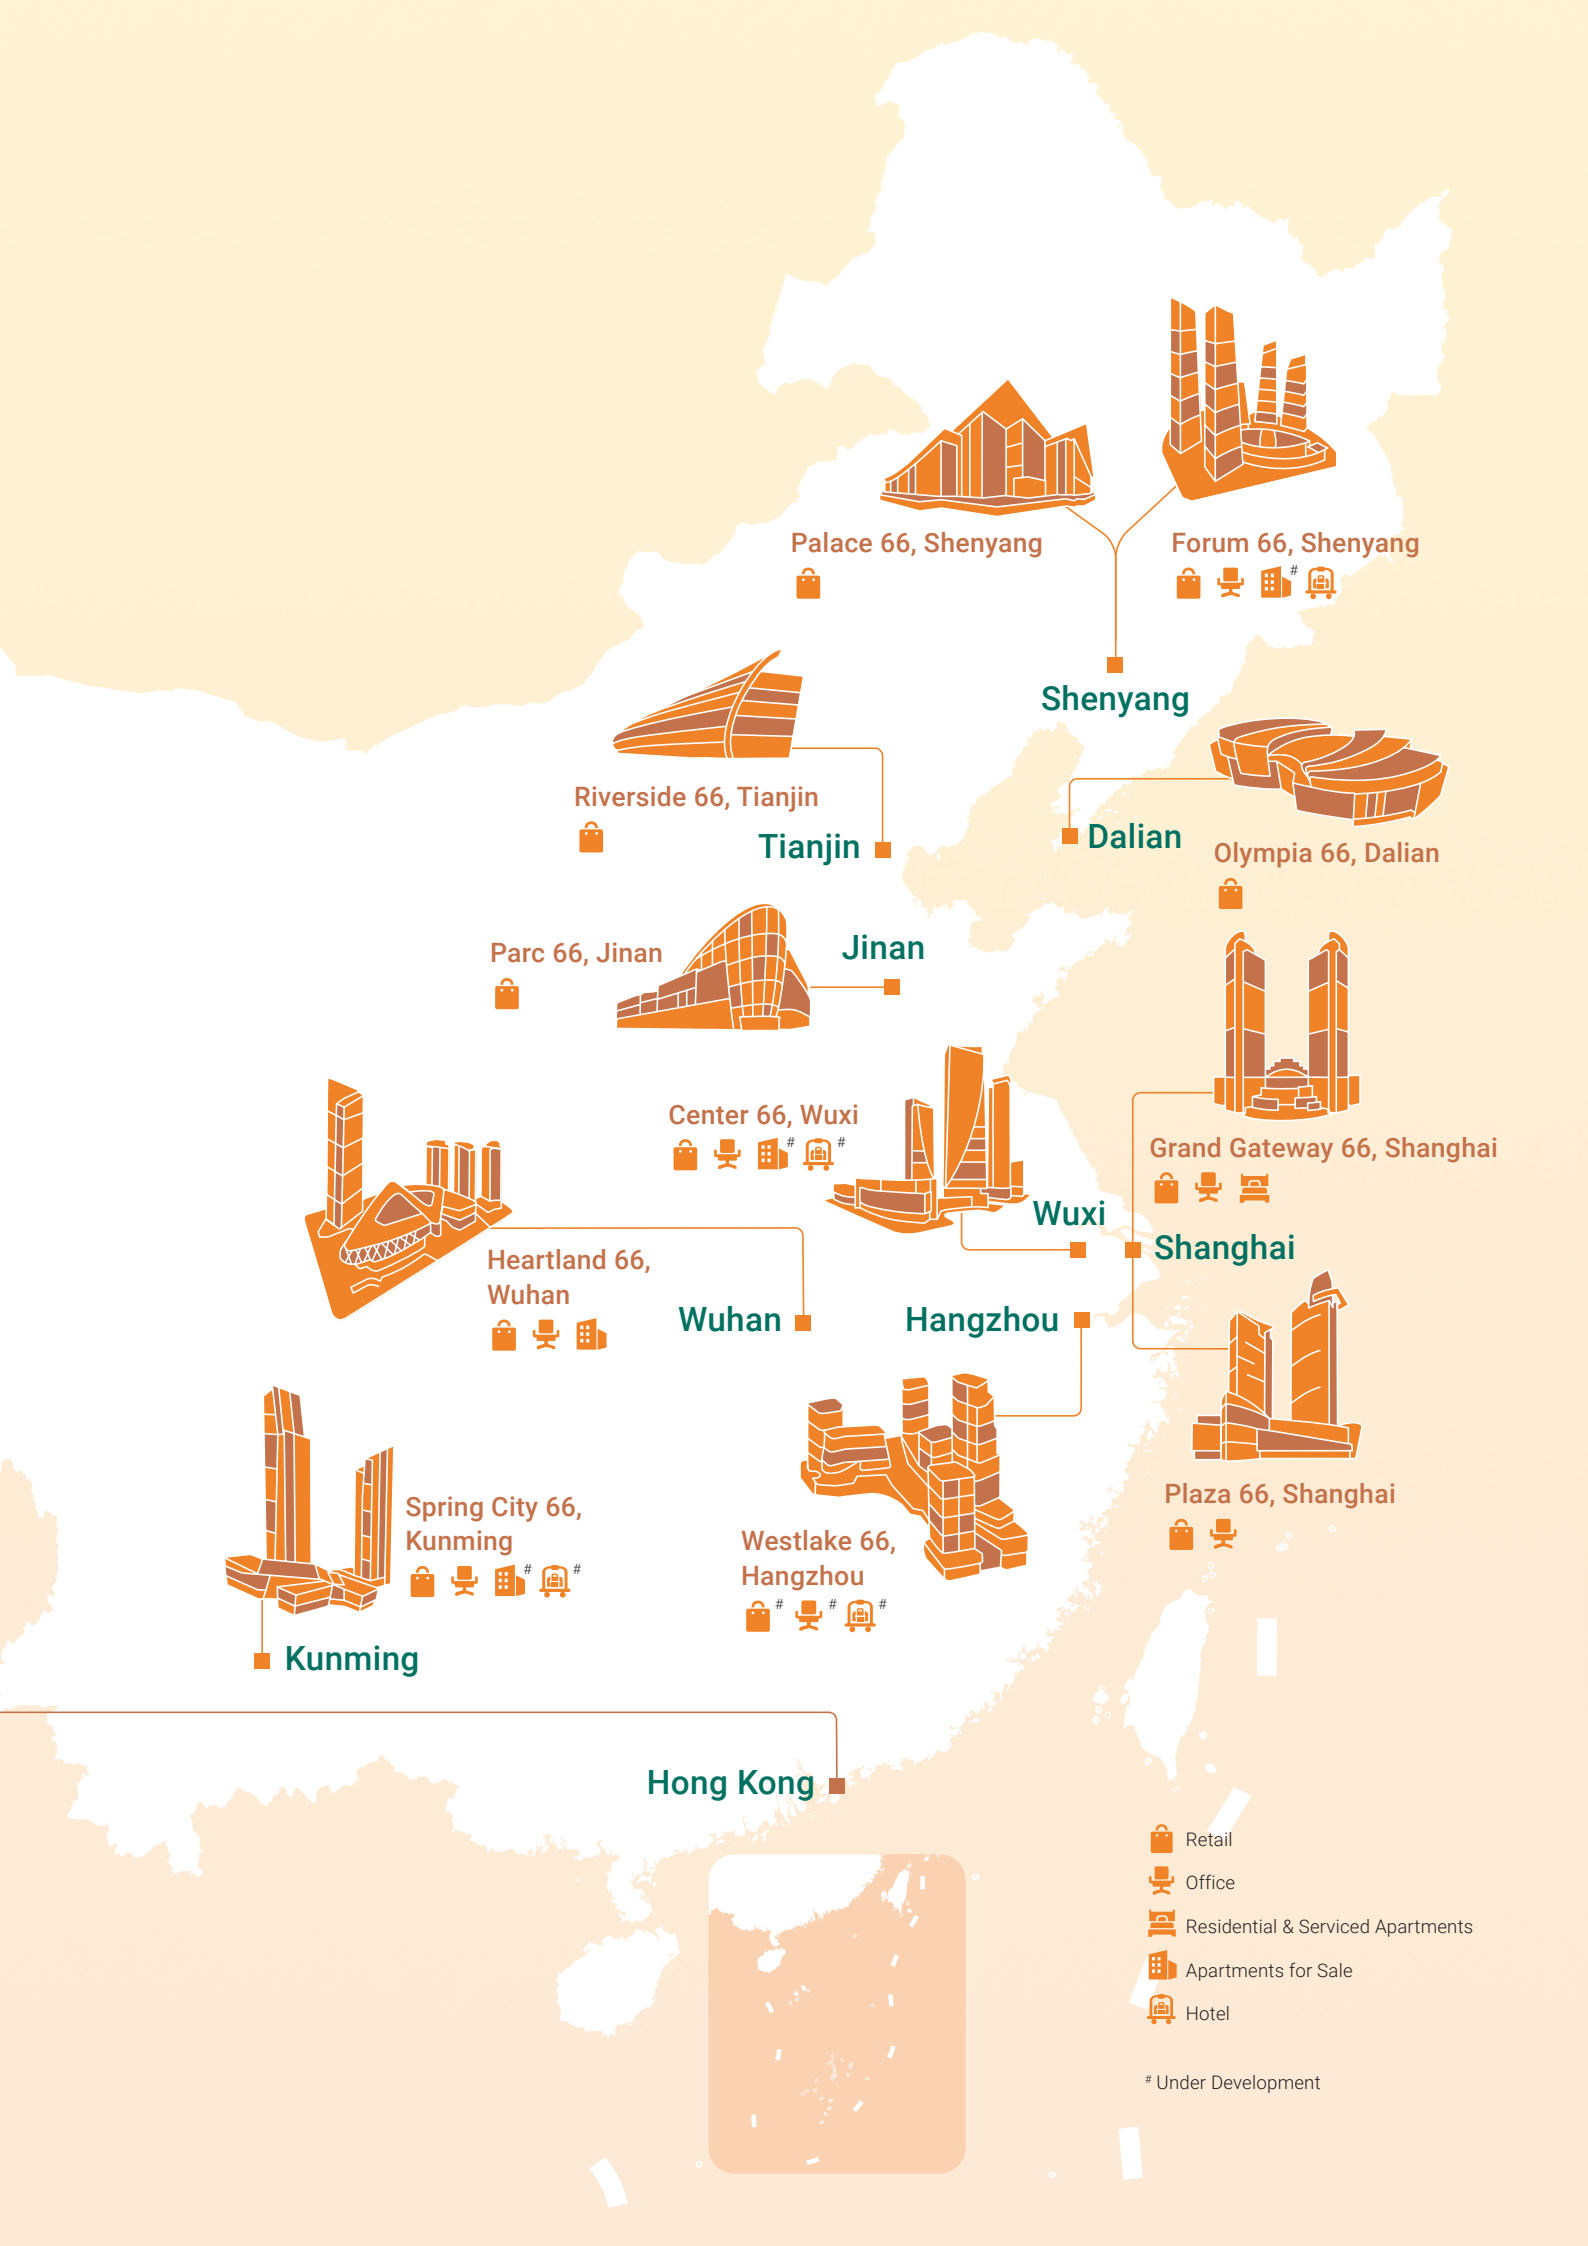 Palace 66, Shenyang
Forum 66, Shenyang
#
Shenyang
Riverside 66, Tianjin
Tianjin
Dalian
Olympia 66, Dalian
Parc 66, Jinan
Jinan
Center 66, Wuxi
# #
Grand Gateway 66, Shanghai
Wuxi
Shanghai
Heartland 66,
Wuhan
Wuhan
Hangzhou
Plaza 66, Shanghai
Spring City 66,
Kunming
# #
Westlake 66,
Hangzhou
# # #
Kunming
Hong Kong
Retail
Office
Residential & Serviced Apartments
Apartments for Sale
Hotel
# Under Development